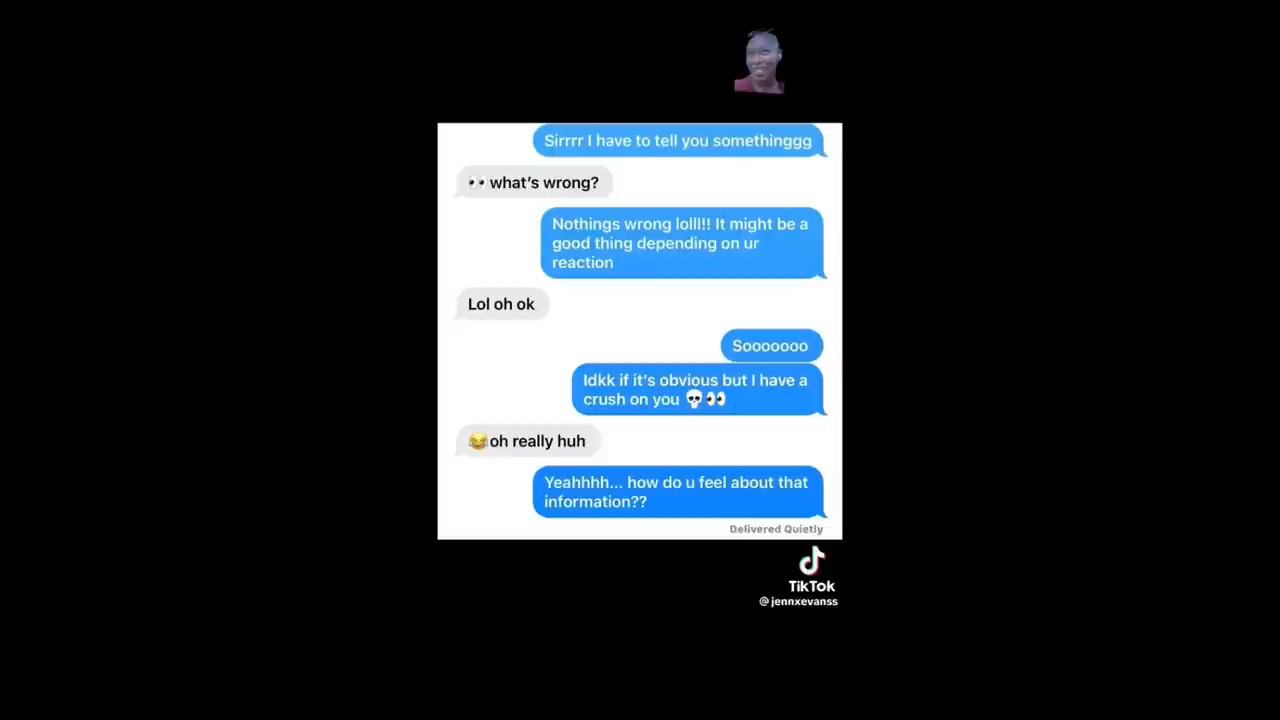 Sirrrr I have to tell you somethinggg
👀what's wrong?
Nothings wrong lolll!! It might be a
good thing depending on ur
reaction
Lol oh ok
Sooooooo
Idkk if it's obvious but I have a
crush on you 💀👀
😂oh really huh
Yeahhhh... how do u feel about that
information??
Delivered Quietly
TikTok
@jennxevanss